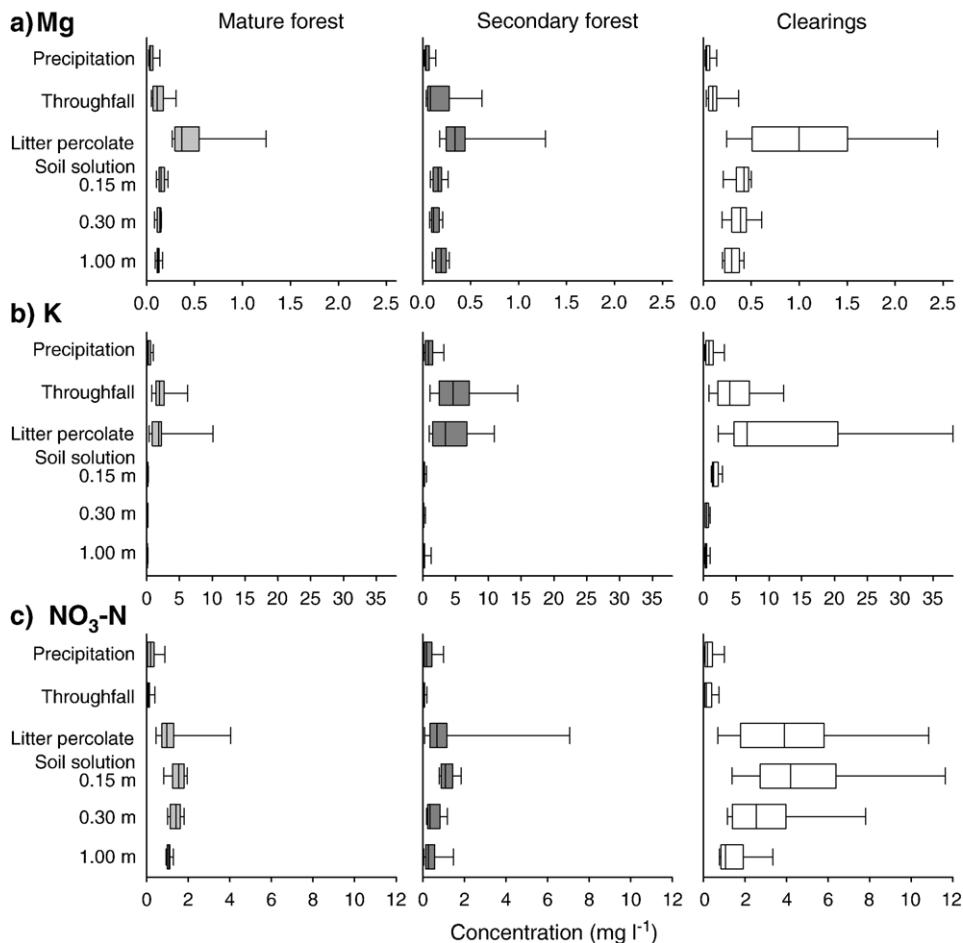 a) Mg Mature forest Secondary forest Clearings
Precipitation
Throughfall
Litter percolate
Soil solution
0.15 m
0.30 m
1.00 m
0.0 0.5 1.0 1.5 2.0 2.5 0.0 0.5 1.0 1.5 2.0 2.5 0.0 0.5 1.0 1.5 2.0 2.5
b) K
Precipitation
Throughfall
Litter percolate
Soil solution
0.15 m
0.30 m
1.00 m
0 5 10 15 20 25 30 35 0 5 10 15 20 25 30 35 0 5 10 15 20 25 30 35
c) NO₃-N
Precipitation
Throughfall
Litter percolate
Soil solution
0.15 m
0.30 m
1.00 m
0 2 4 6 8 10 12 0 2 4 6 8 10 12 0 2 4 6 8 10 12
Concentration (mg l⁻¹)